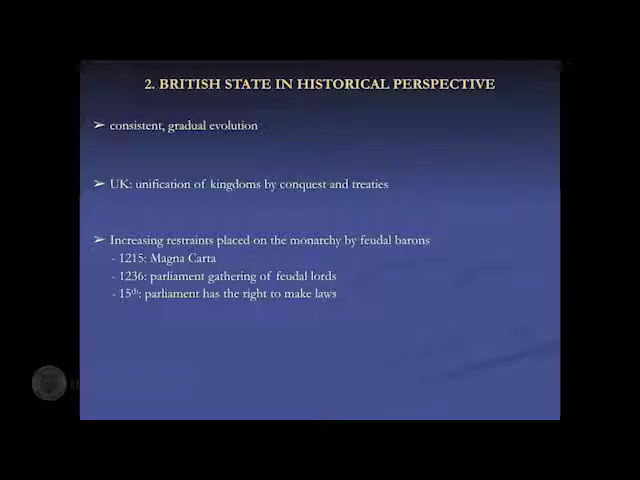 2. BRITISH STATE IN HISTORICAL PERSPECTIVE
➢ consistent, gradual evolution
➢ UK: unification of kingdoms by conquest and treaties
➢ Increasing restraints placed on the monarchy by feudal barons
- 1215: Magna Carta
- 1236: parliament gathering of feudal lords
- 15th: parliament has the right to make laws